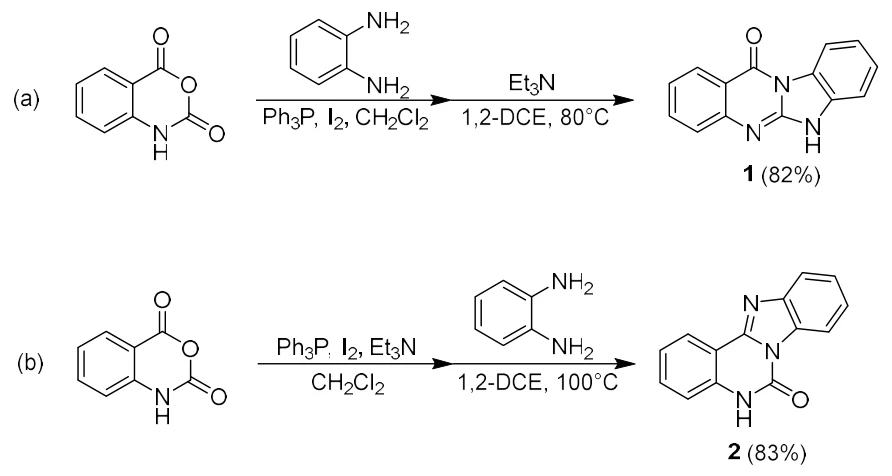 (a)
O
O
N
H
O
NH₂
NH₂
Ph₃P, I₂, CH₂Cl₂
Et₃N
1,2-DCE, 80°C
O
N
N
N
H
1 (82%)
(b)
O
O
N
H
O
Ph₃P, I₂, Et₃N
CH₂Cl₂
NH₂
NH₂
1,2-DCE, 100°C
N
N
N
H
O
2 (83%)